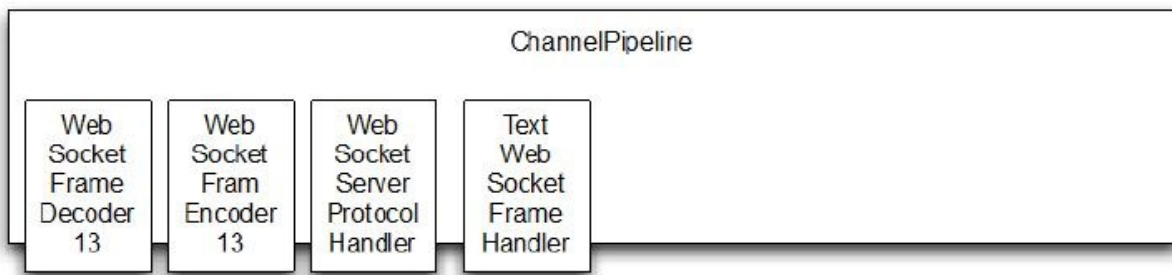 ChannelPipeline
Web
Socket
Frame
Decoder
13
Web
Socket
Fram
Encoder
13
Web
Socket
Server
Protocol
Handler
Text
Web
Socket
Frame
Handler